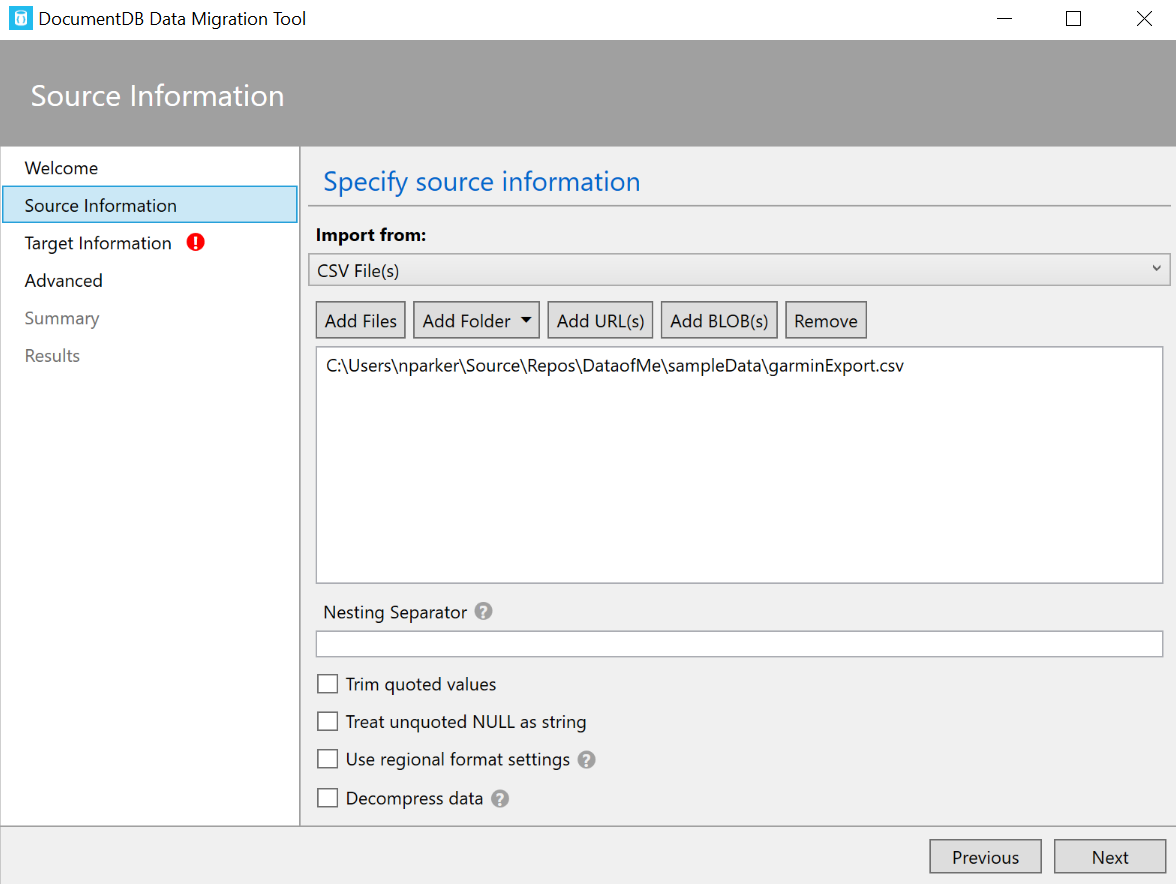 DocumentDB Data Migration Tool
Source Information
Welcome
Source Information
Target Information
Advanced
Summary
Results
Specify source information
Import from:
CSV File(s)
Add Files Add Folder Add URL(s) Add BLOB(s) Remove
C:\Users\nparker\Source\Repos\DataofMe\sampleData\garminExport.csv
Nesting Separator ?
Trim quoted values
Treat unquoted NULL as string
Use regional format settings ?
Decompress data ?
Previous Next